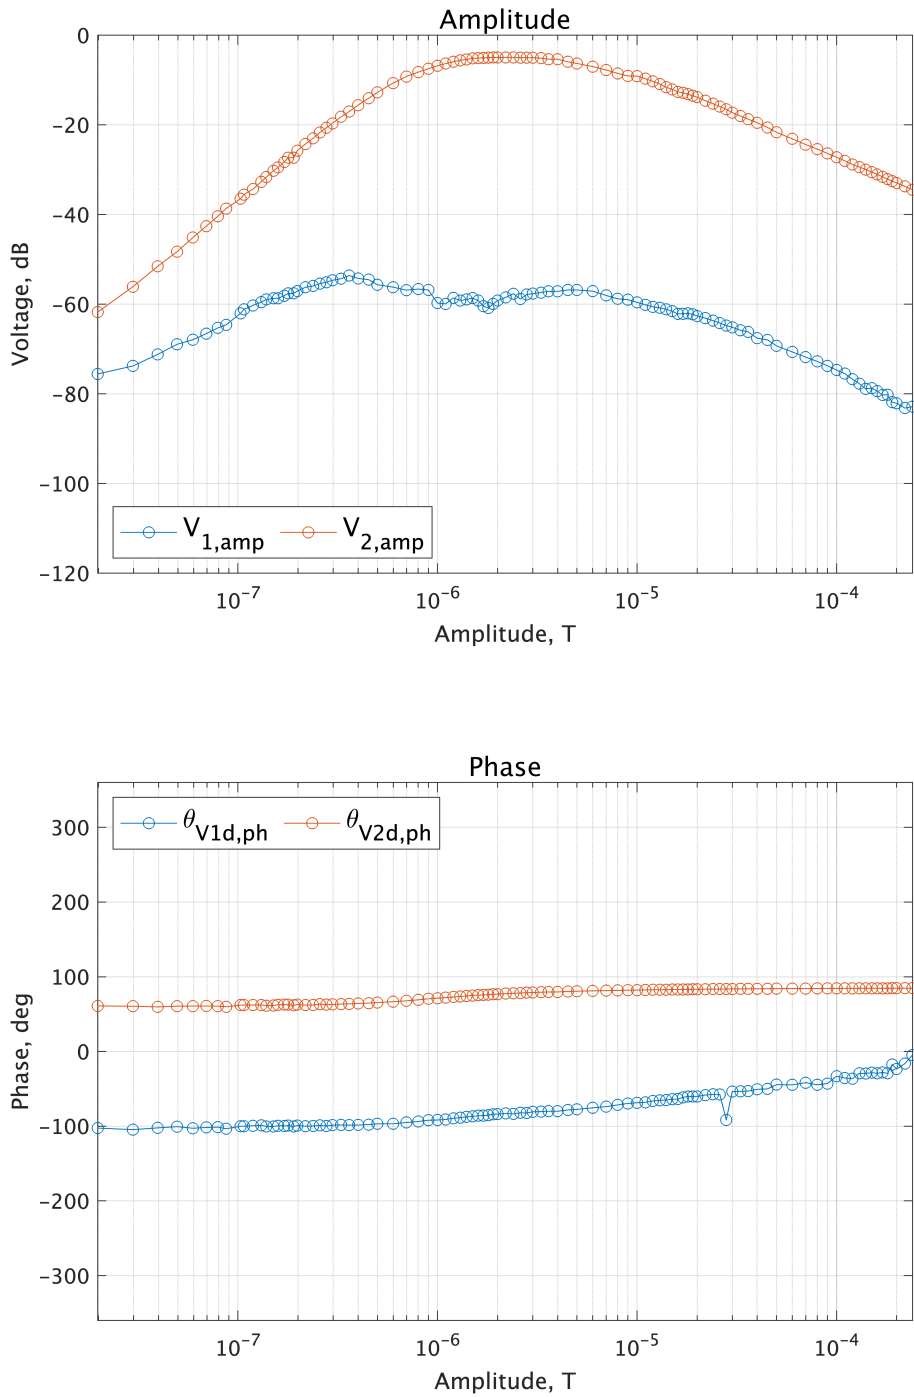 Amplitude
0
−20
−40
−60
−80
−100
−120
Voltage, dB
V1,amp V2,amp
10−7 10−6 10−5 10−4
Amplitude, T
Phase
300
200
100
0
−100
−200
−300
Phase, deg
θV1d,ph θV2d,ph
10−7 10−6 10−5 10−4
Amplitude, T